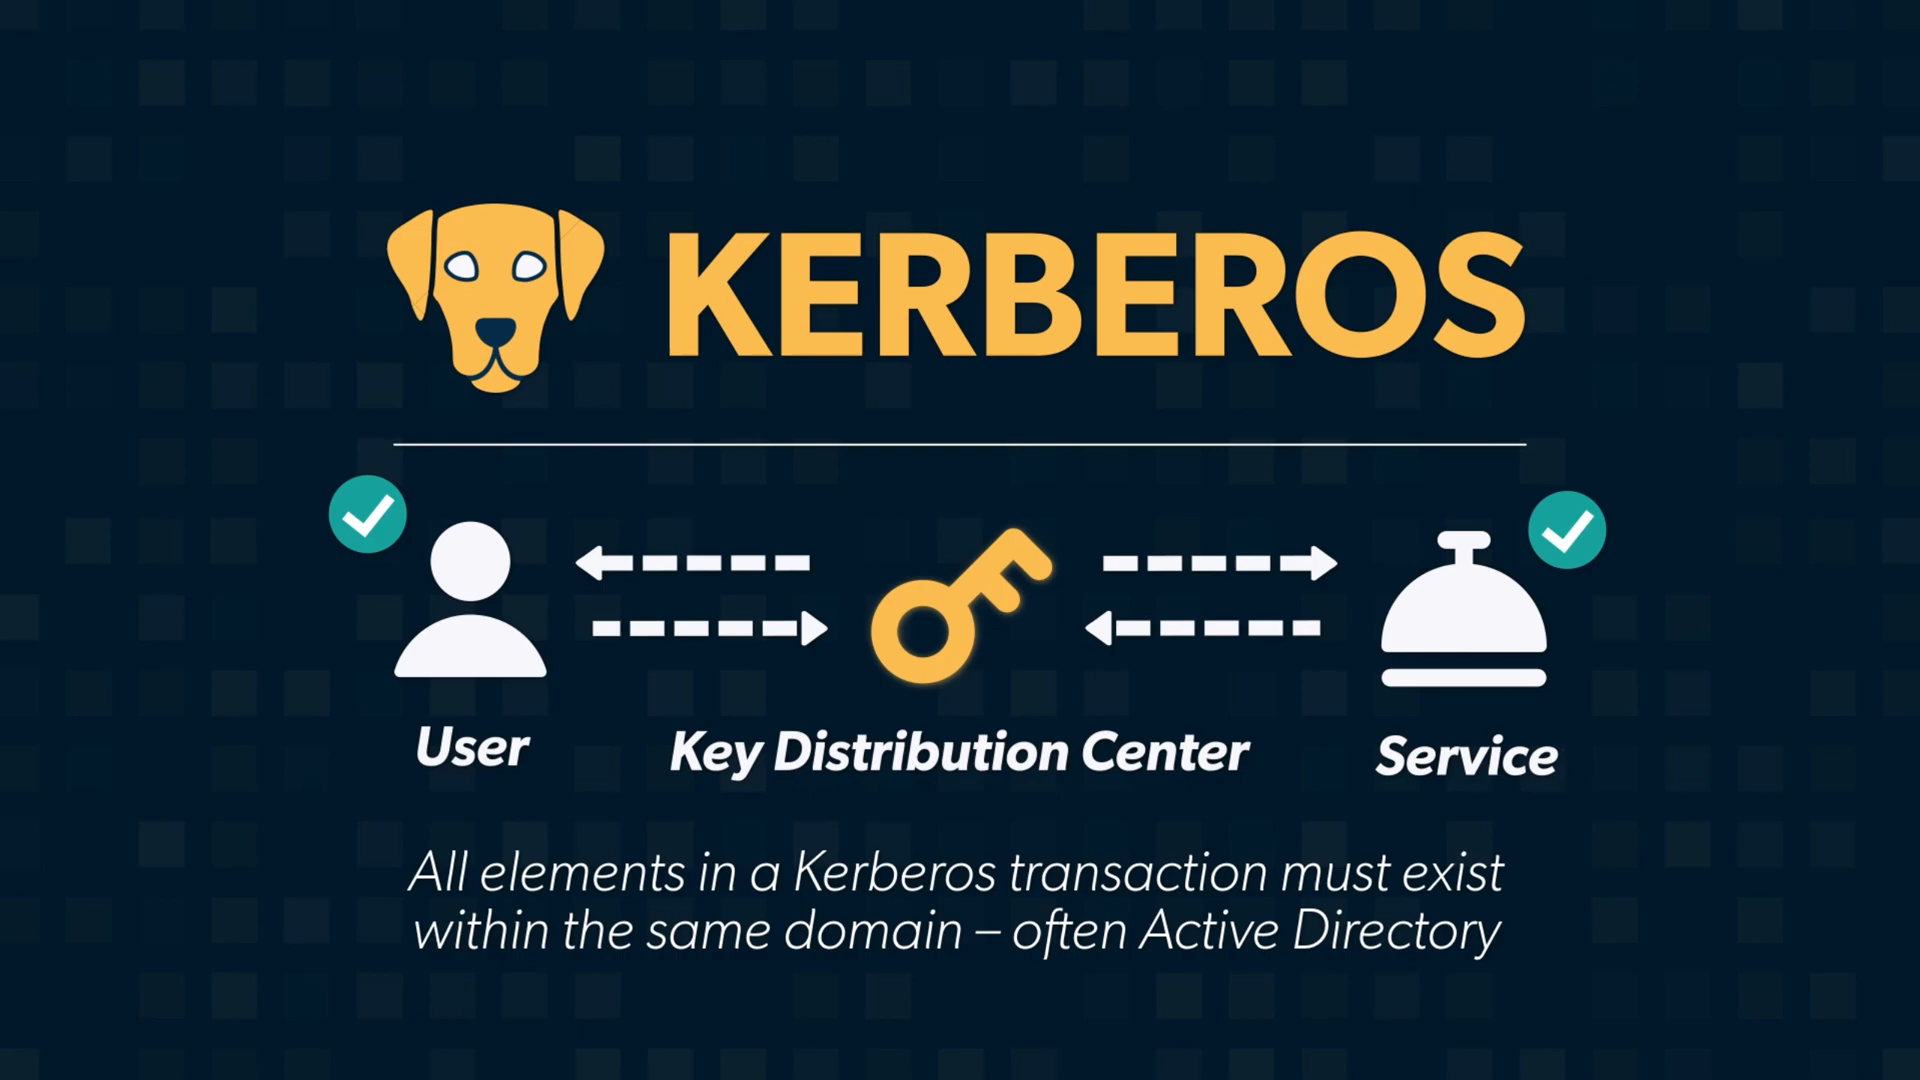 KERBEROS
User
Key Distribution Center
Service
All elements in a Kerberos transaction must exist
within the same domain – often Active Directory